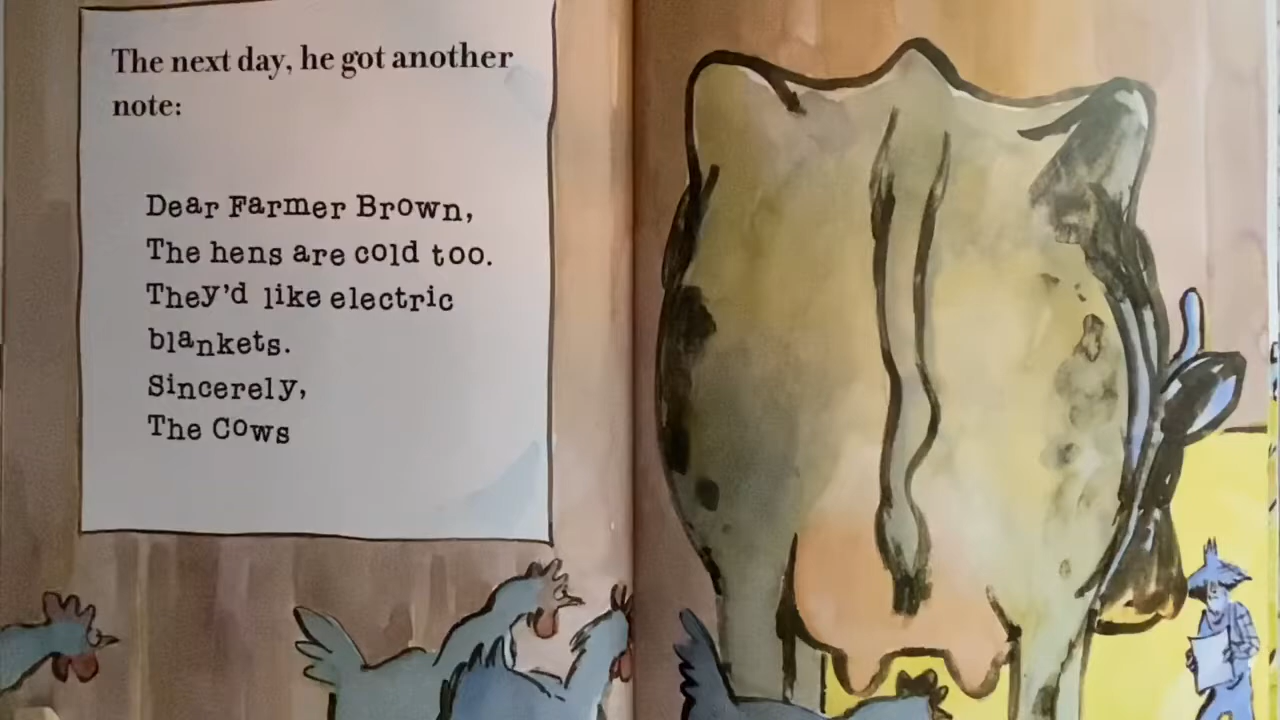 The next day, he got another
note:
Dear Farmer Brown,
The hens are cold too.
They'd like electric
blankets.
Sincerely,
The Cows